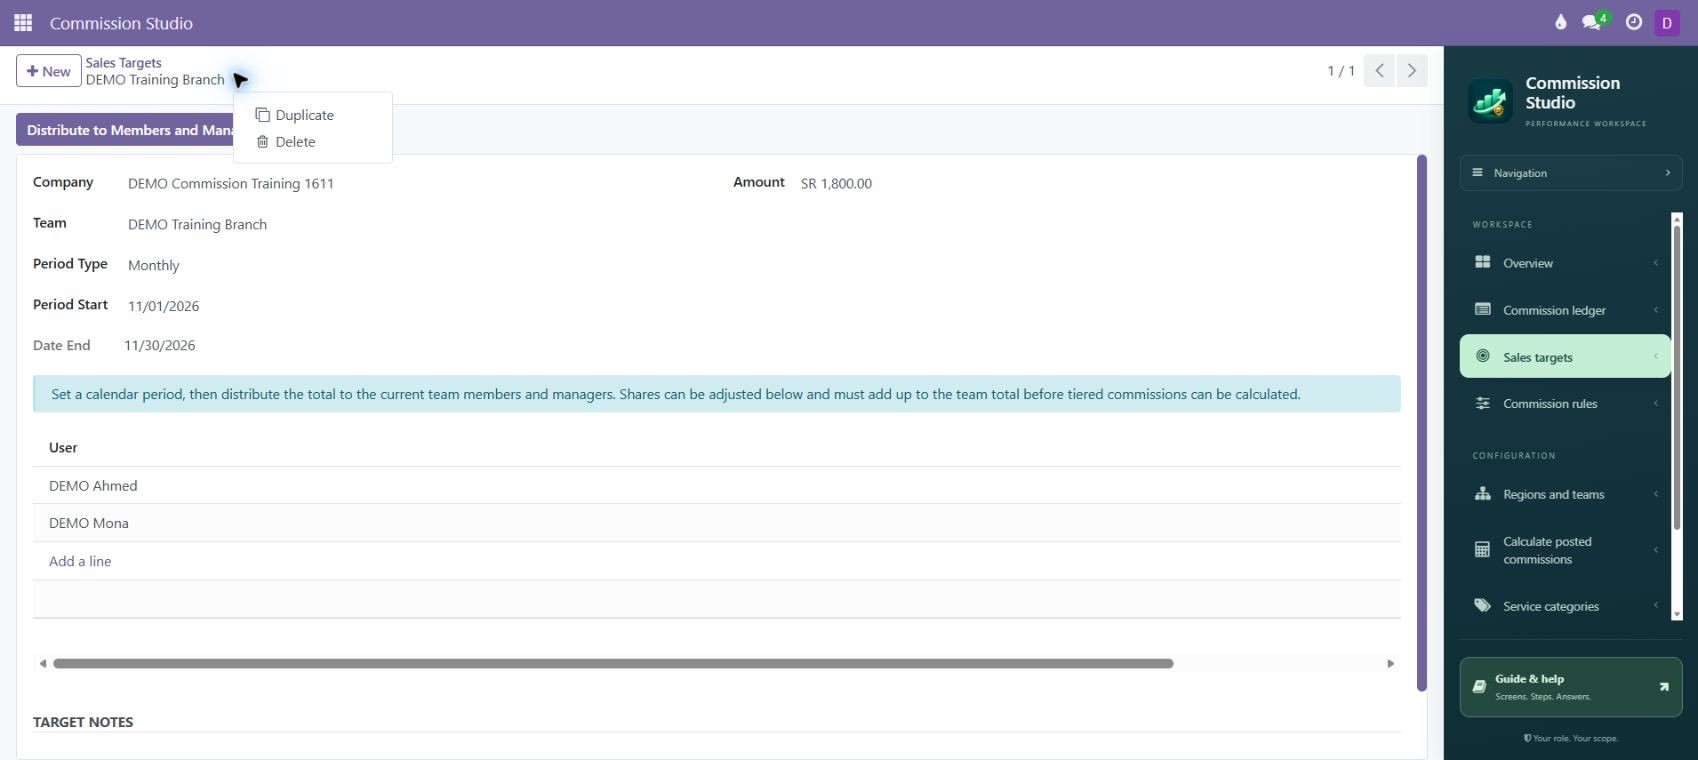 Commission Studio
4
D
New
Sales Targets
DEMO Training Branch
1 / 1
Duplicate
Delete
Distribute to Members and Mana
Company
DEMO Commission Training 1611
Amount
SR 1,800.00
Team
DEMO Training Branch
Period Type
Monthly
Period Start
11/01/2026
Date End
11/30/2026
Set a calendar period, then distribute the total to the current team members and managers. Shares can be adjusted below and must add up to the team total before tiered commissions can be calculated.
User
DEMO Ahmed
DEMO Mona
Add a line
TARGET NOTES
Commission
Studio
PERFORMANCE WORKSPACE
Navigation
WORKSPACE
Overview
Commission ledger
Sales targets
Commission rules
CONFIGURATION
Regions and teams
Calculate posted
commissions
Service categories
Guide & help
Screens. Steps. Answers.
Your role. Your scope.